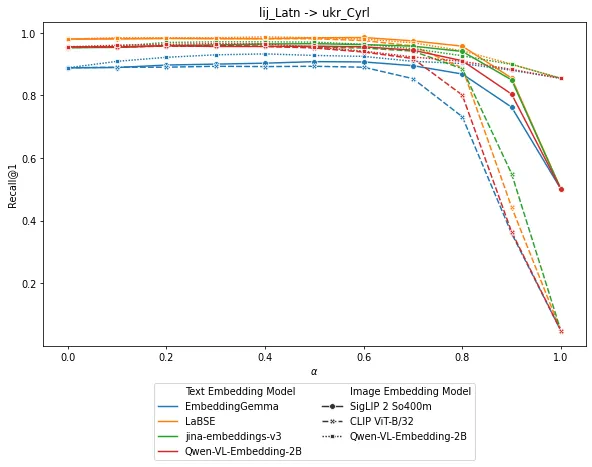 lij_Latn -> ukr_Cyrl
Recall@1
1.0
0.8
0.6
0.4
0.2
0.0 0.2 0.4 0.6 0.8 1.0
α
Text Embedding Model Image Embedding Model
EmbeddingGemma SigLIP 2 So400m
LaBSE CLIP ViT-B/32
jina-embeddings-v3 Qwen-VL-Embedding-2B
Qwen-VL-Embedding-2B